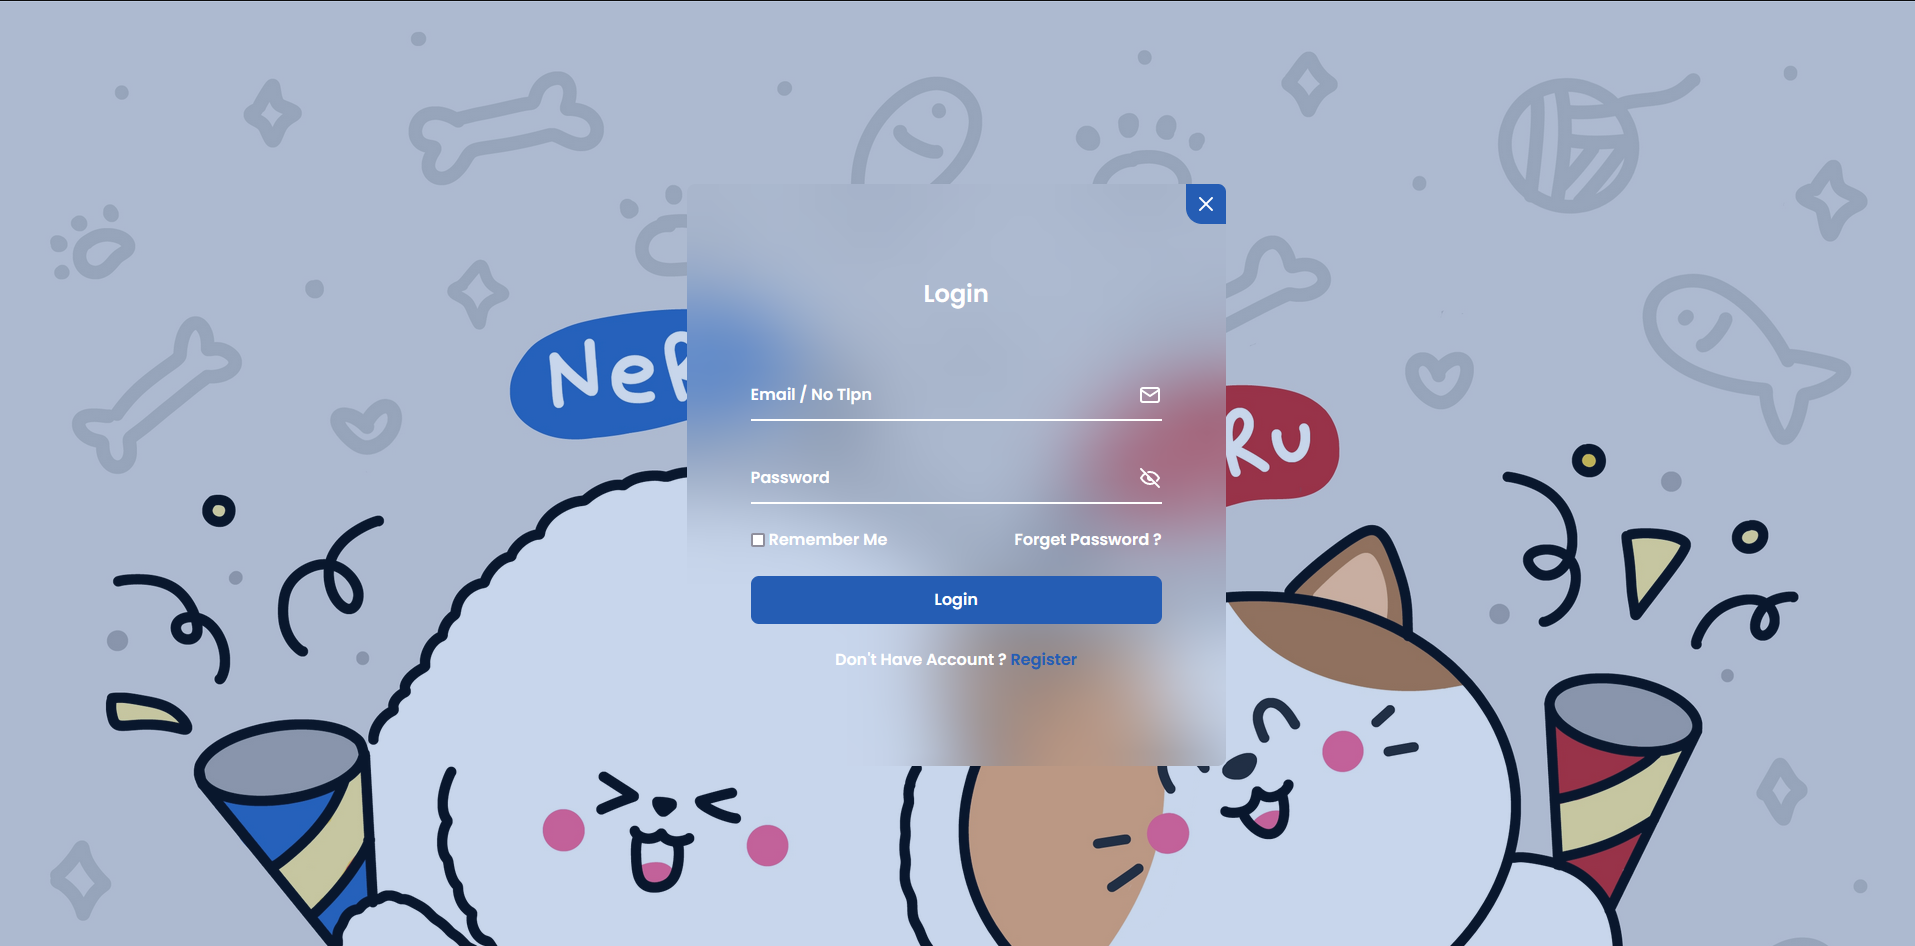 Login
Ne
Ru
Email / No Tlpn
Password
Remember Me
Forget Password ?
Login
Don't Have Account ? Register